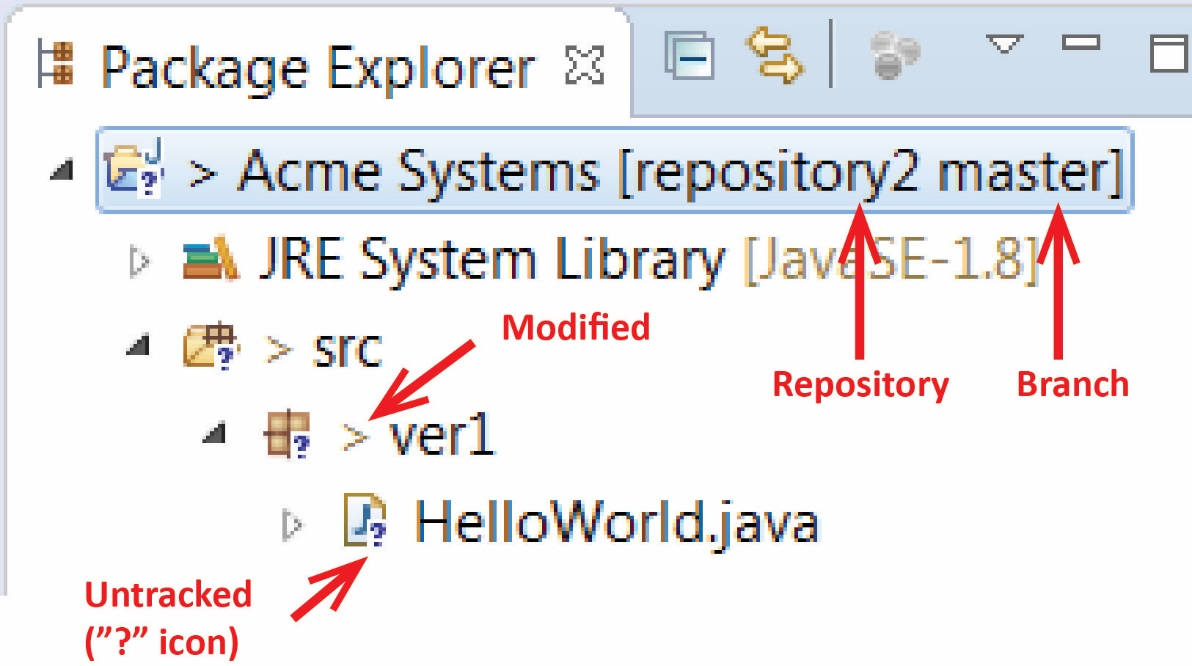 Package Explorer
> Acme Systems [repository2 master]
JRE System Library [JavaSE-1.8]
Modified
> src
Repository Branch
> ver1
HelloWorld.java
Untracked
(”?” icon)